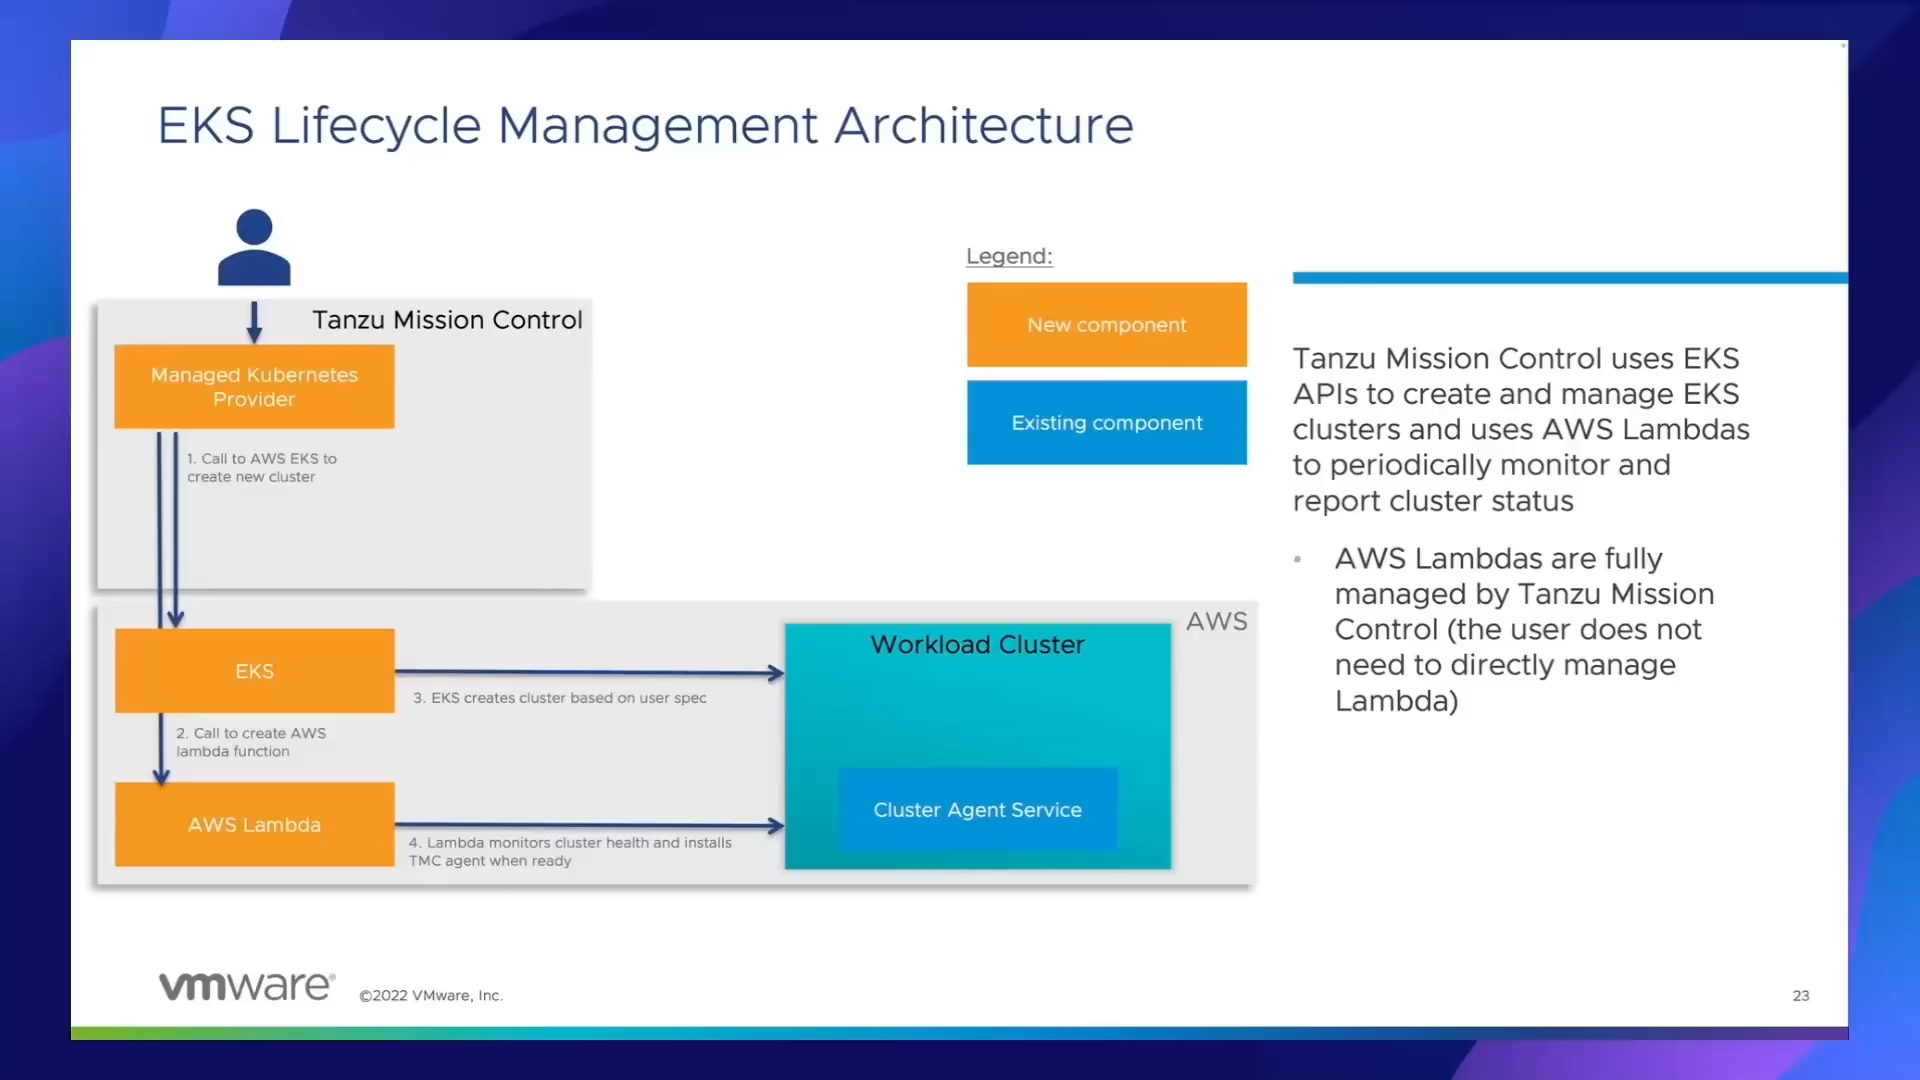 EKS Lifecycle Management Architecture
Tanzu Mission Control
Managed Kubernetes
Provider
1. Call to AWS EKS to
create new cluster
Legend:
New component
Existing component
AWS
EKS
3. EKS creates cluster based on user spec
2. Call to create AWS
lambda function
AWS Lambda
4. Lambda monitors cluster health and installs
TMC agent when ready
Workload Cluster
Cluster Agent Service
Tanzu Mission Control uses EKS
APIs to create and manage EKS
clusters and uses AWS Lambdas
to periodically monitor and
report cluster status
• AWS Lambdas are fully
managed by Tanzu Mission
Control (the user does not
need to directly manage
Lambda)
vmware®
©2022 VMware, Inc.
23